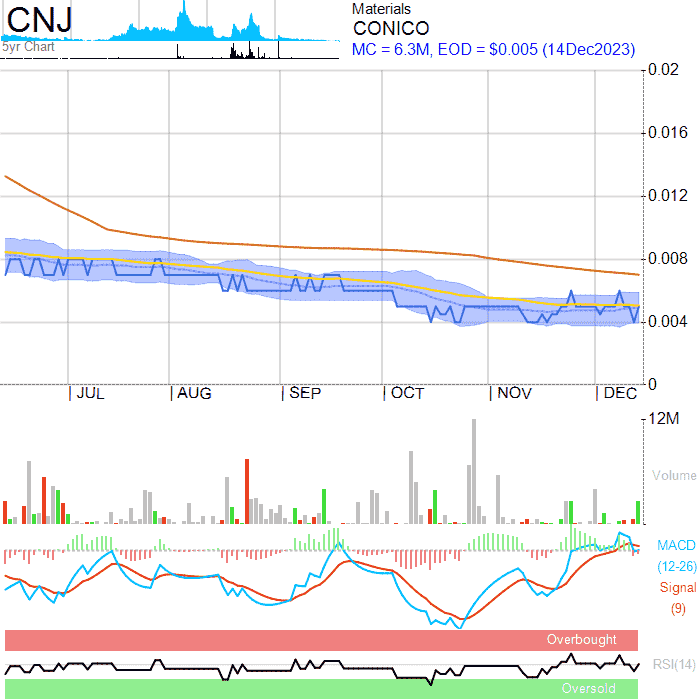 CNJ
5yr Chart
Materials
CONICO
MC = 6.3M, EOD = $0.005 (14Dec2023)
0.02
0.016
0.012
0.008
0.004
0
JUL AUG SEP OCT NOV DEC
12M
Volume
MACD
(12-26)
Signal
(9)
Overbought
RSI(14)
Oversold